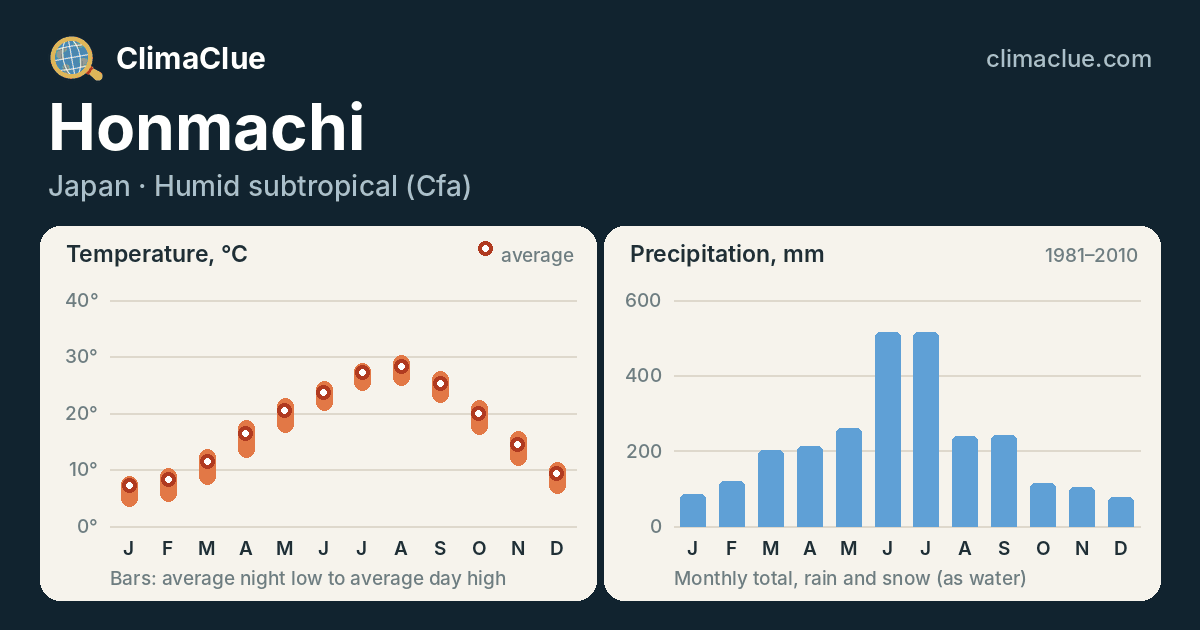 ClimaClue
climaclue.com
Honmachi
Japan · Humid subtropical (Cfa)
Temperature, °C
average
40°
30°
20°
10°
0°
J F M A M J J A S O N D
Bars: average night low to average day high
Precipitation, mm
1981–2010
600
400
200
0
J F M A M J J A S O N D
Monthly total, rain and snow (as water)